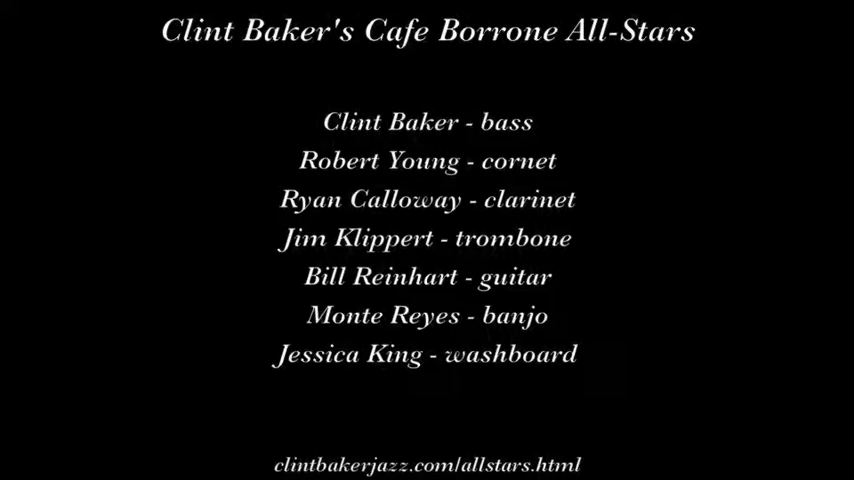 Clint Baker's Cafe Borrone All-Stars
Clint Baker - bass
Robert Young - cornet
Ryan Calloway - clarinet
Jim Klippert - trombone
Bill Reinhart - guitar
Monte Reyes - banjo
Jessica King - washboard
clintbakerjazz.com/allstars.html